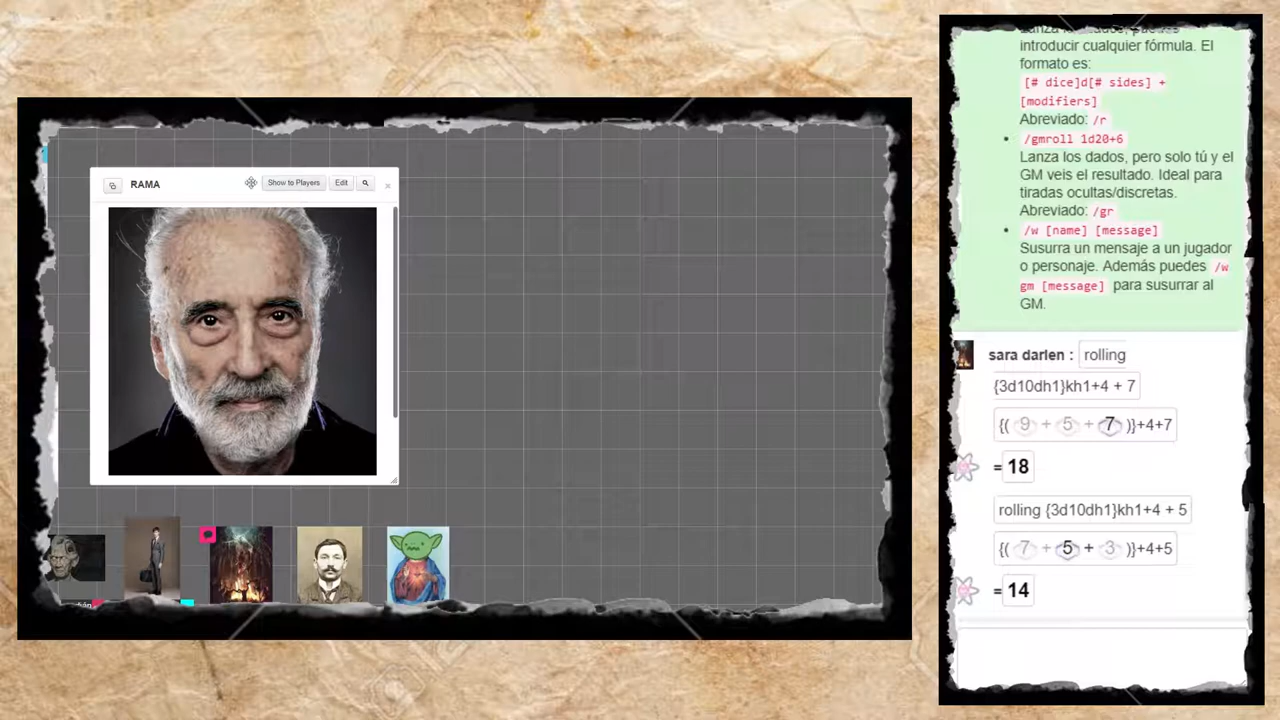 RAMA
Show to Players
Edit
introducir cualquier fórmula. El
formato es:
[# dice]d[# sides] +
[modifiers]
Abreviado: /r
/gmroll 1d20+6
Lanza los dados, pero solo tú y el
GM veis el resultado. Ideal para
tiradas ocultas/discretas.
Abreviado: /gr
/w [name] [message]
Susurra un mensaje a un jugador
o personaje. Además puedes /w
gm [message] para susurrar al
GM.
sara darlen : rolling
{3d10dh1}kh1+4 + 7
{( 9 + 5 + 7 )}+4+7
= 18
rolling {3d10dh1}kh1+4 + 5
{( 7 + 5 + 3 )}+4+5
= 14